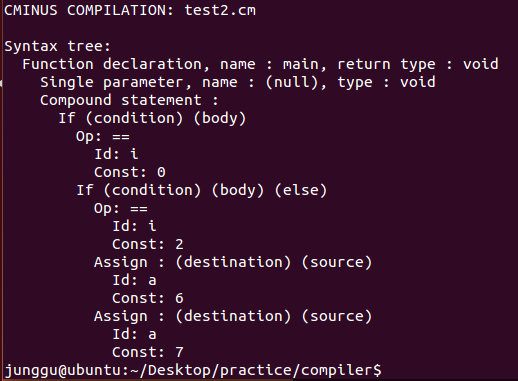 CMINUS COMPILATION: test2.cm
Syntax tree:
Function declaration, name : main, return type : void
Single parameter, name : (null), type : void
Compound statement :
If (condition) (body)
Op: ==
Id: i
Const: 0
If (condition) (body) (else)
Op: ==
Id: i
Const: 2
Assign : (destination) (source)
Id: a
Const: 6
Assign : (destination) (source)
Id: a
Const: 7
junggu@ubuntu:~/Desktop/practice/compiler$